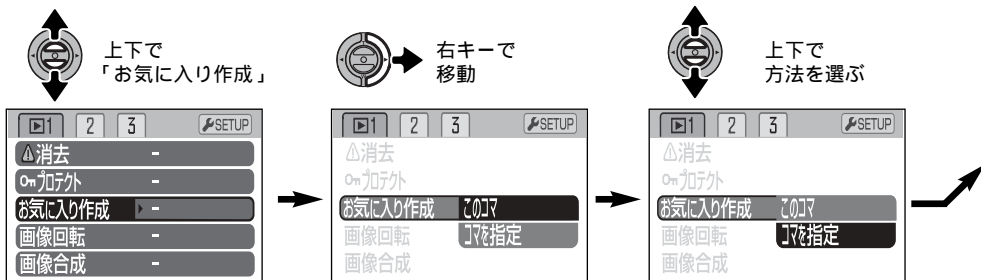 上下で
「お気に入り作成」
右キーで
移動
上下で
方法を選ぶ
1 2 3 SETUP
消去 -
プロテクト -
お気に入り作成 -
画像回転 -
画像合成 -
1 2 3 SETUP
消去
プロテクト
お気に入り作成 このコマ
画像回転 コマを指定
画像合成
1 2 3 SETUP
消去
プロテクト
お気に入り作成 このコマ
画像回転 コマを指定
画像合成